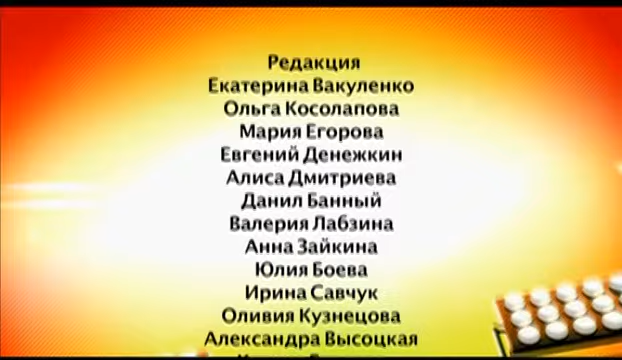 Редакция
Екатерина Вакуленко
Ольга Косолапова
Мария Егорова
Евгений Денежкин
Алиса Дмитриева
Данил Банный
Валерия Лабзина
Анна Зайкина
Юлия Боева
Ирина Савчук
Оливия Кузнецова
Александра Высоцкая